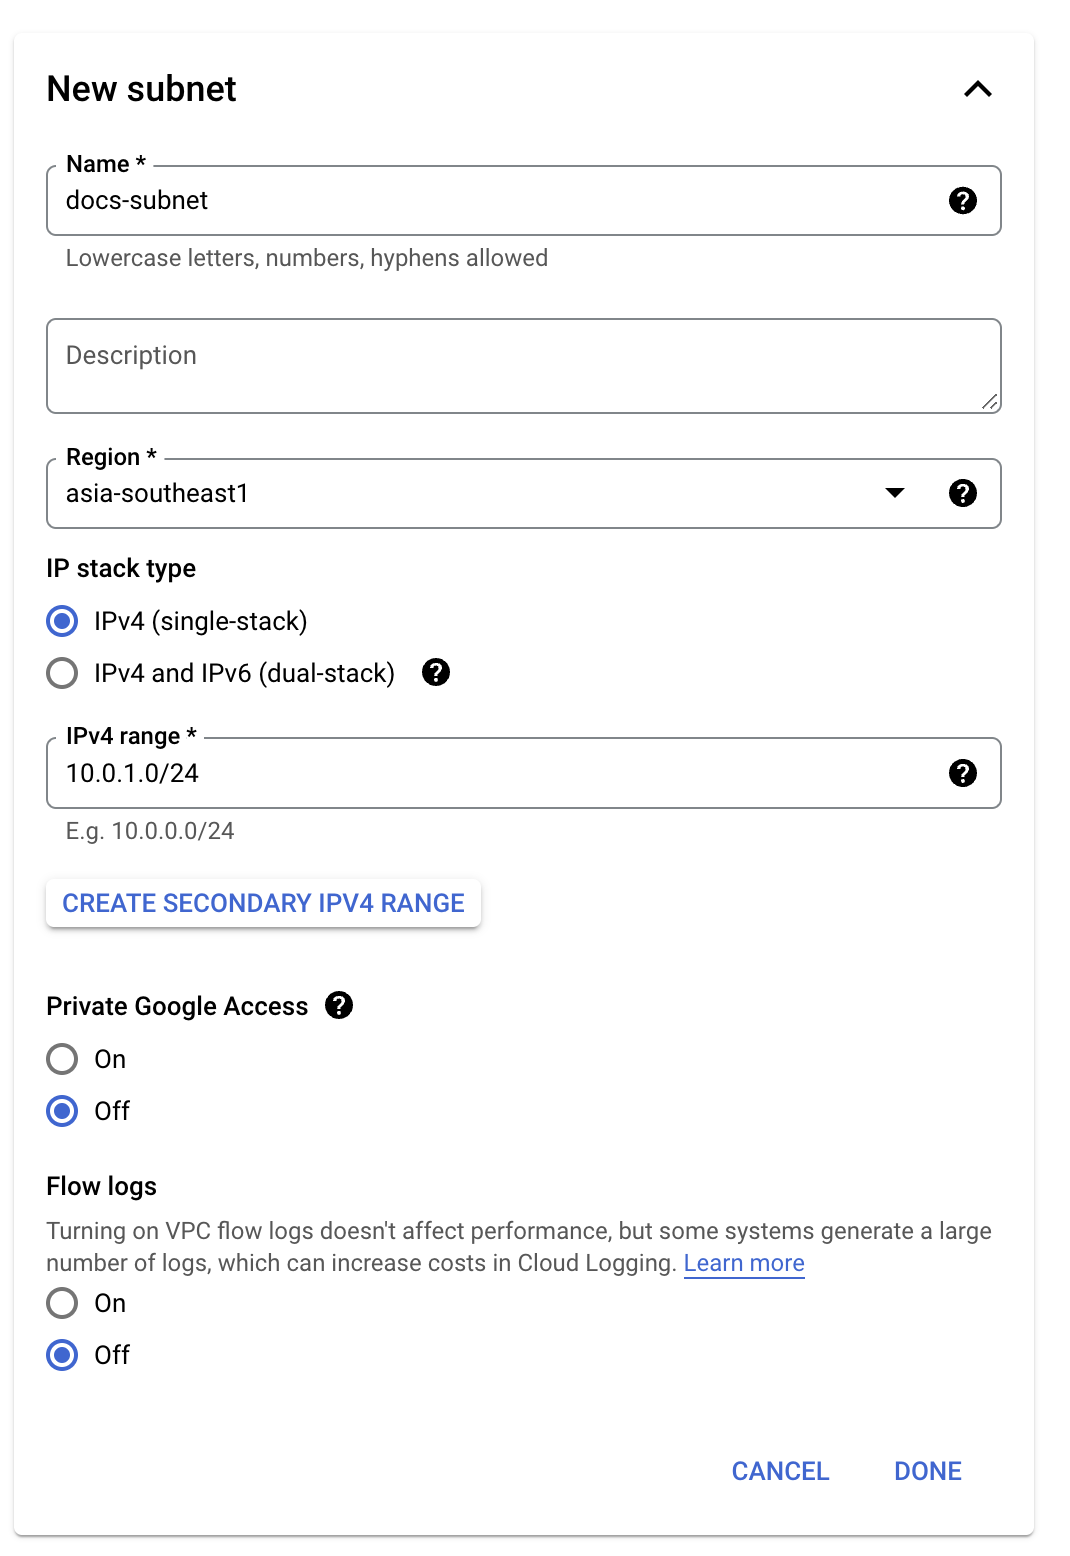 New subnet
Name *
docs-subnet
Lowercase letters, numbers, hyphens allowed
Description
Region *
asia-southeast1
IP stack type
IPv4 (single-stack)
IPv4 and IPv6 (dual-stack)
IPv4 range *
10.0.1.0/24
E.g. 10.0.0.0/24
CREATE SECONDARY IPV4 RANGE
Private Google Access
On
Off
Flow logs
Turning on VPC flow logs doesn't affect performance, but some systems generate a large
number of logs, which can increase costs in Cloud Logging. Learn more
On
Off
CANCEL DONE